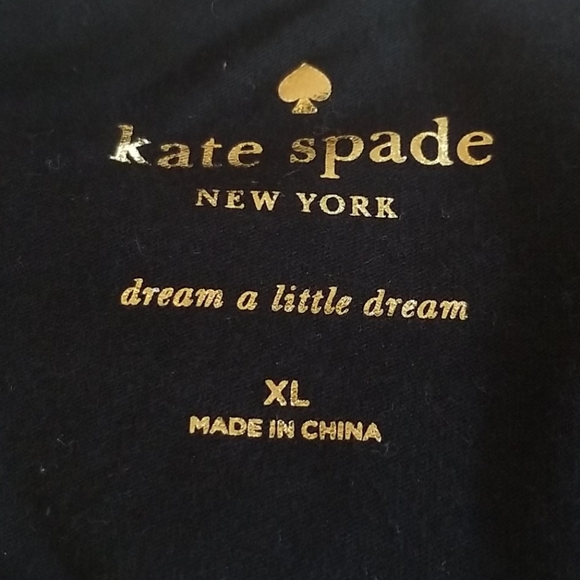 kate spade
NEW YORK
dream a little dream
XL
MADE IN CHINA